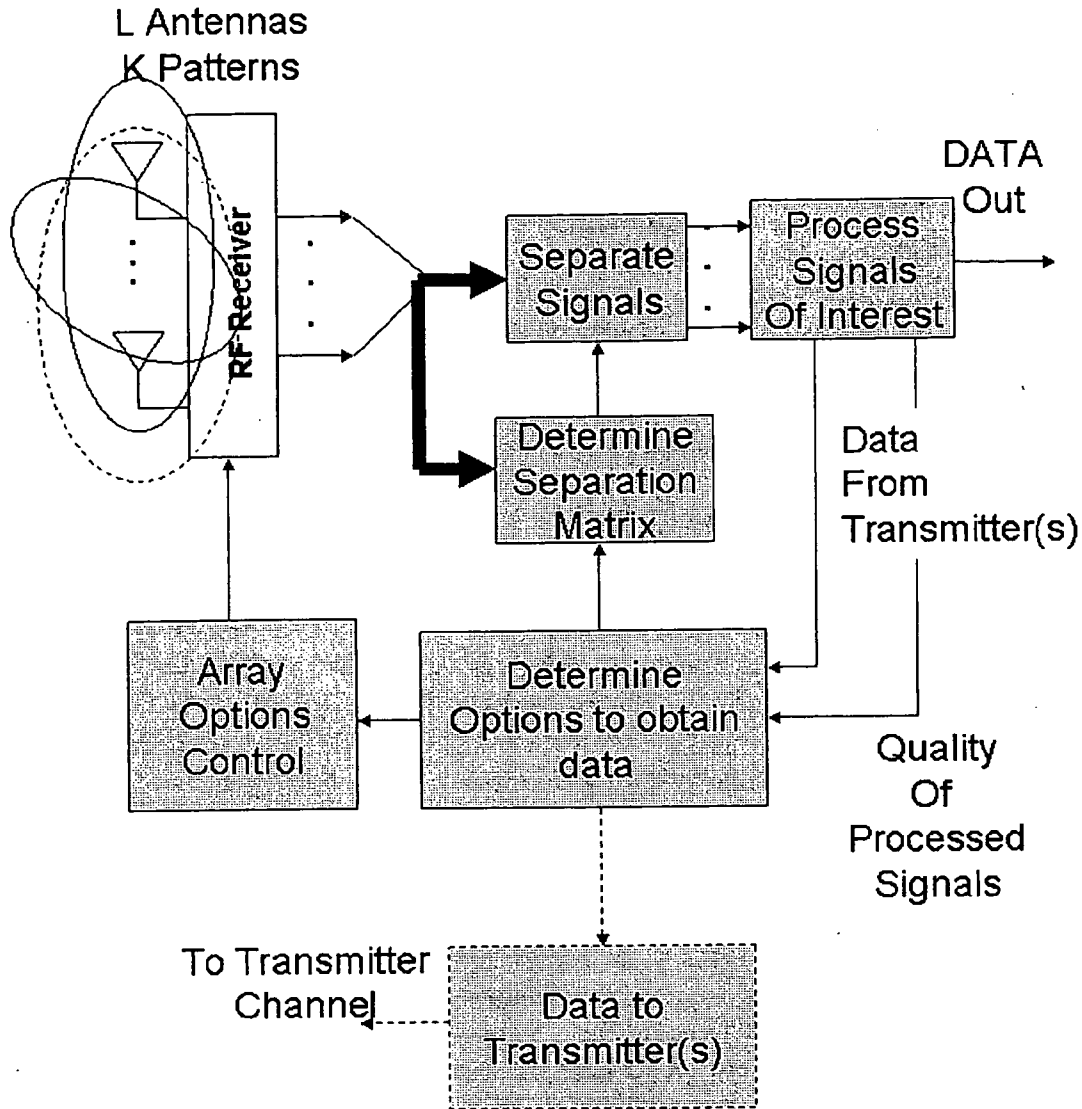 L Antennas
K Patterns
RF Receiver
DATA
Out
Separate
Signals
Process
Signals
Of Interest
Determine
Separation
Matrix
Data
From
Transmitter(s)
Array
Options
Control
Determine
Options to obtain
data
Quality
Of
Processed
Signals
To Transmitter
Channel
Data to
Transmitter(s)